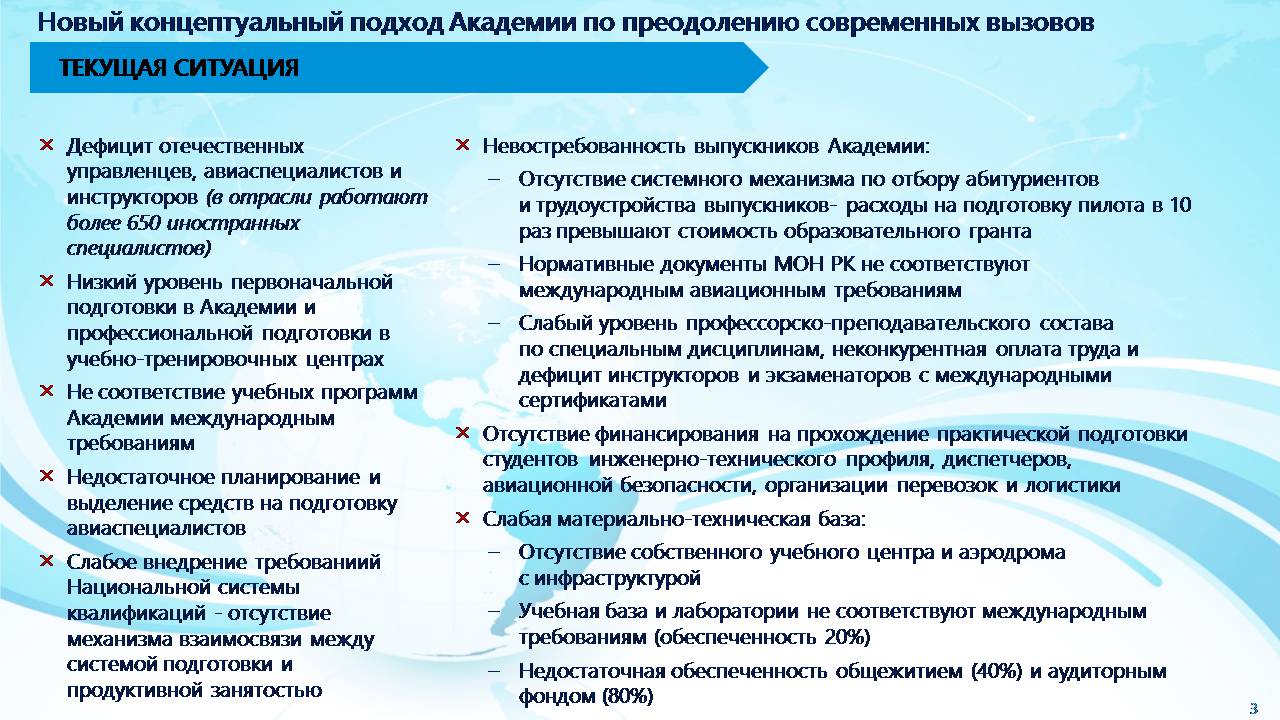 Новый концептуальный подход Академии по преодолению современных вызовов
ТЕКУЩАЯ СИТУАЦИЯ
× Дефицит отечественных
управленцев, авиаспециалистов и
инструкторов (в отрасли работают
более 650 иностранных
специалистов)
× Низкий уровень первоначальной
подготовки в Академии и
профессиональной подготовки в
учебно-тренировочных центрах
× Не соответствие учебных программ
Академии международным
требованиям
× Недостаточное планирование и
выделение средств на подготовку
авиаспециалистов
× Слабое внедрение требованиий
Национальной системы
квалификаций - отсутствие
механизма взаимосвязи между
системой подготовки и
продуктивной занятостью
× Невостребованность выпускников Академии:
– Отсутствие системного механизма по отбору абитуриентов
и трудоустройства выпускников- расходы на подготовку пилота в 10
раз превышают стоимость образовательного гранта
– Нормативные документы МОН РК не соответствуют
международным авиационным требованиям
– Слабый уровень профессорско-преподавательского состава
по специальным дисциплинам, неконкурентная оплата труда и
дефицит инструкторов и экзаменаторов с международными
сертификатами
× Отсутствие финансирования на прохождение практической подготовки
студентов инженерно-технического профиля, диспетчеров,
авиационной безопасности, организации перевозок и логистики
× Слабая материально-техническая база:
– Отсутствие собственного учебного центра и аэродрома
с инфраструктурой
– Учебная база и лаборатории не соответствуют международным
требованиям (обеспеченность 20%)
– Недостаточная обеспеченность общежитием (40%) и аудиторным
фондом (80%)
3